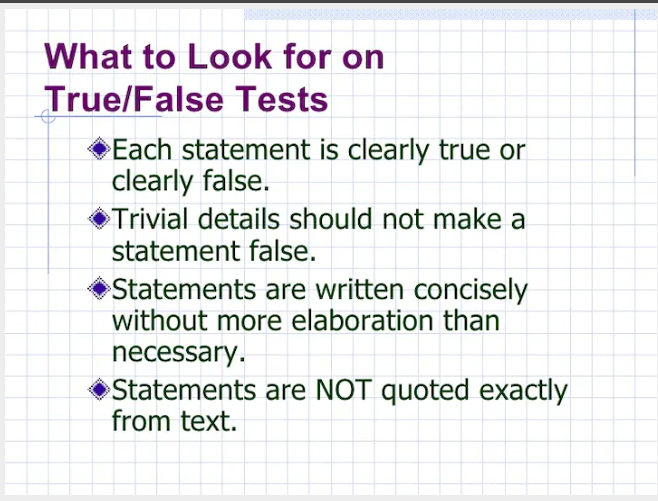 What to Look for on
True/False Tests
Each statement is clearly true or
clearly false.
Trivial details should not make a
statement false.
Statements are written concisely
without more elaboration than
necessary.
Statements are NOT quoted exactly
from text.